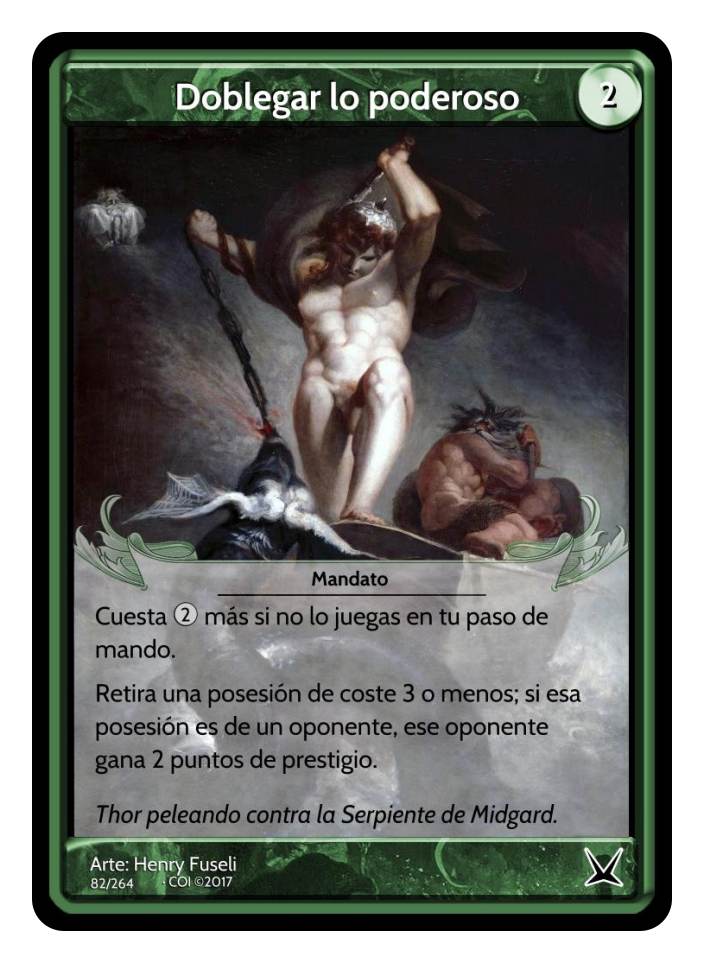 Doblegar lo poderoso
2
Mandato
Cuesta 2 más si no lo juegas en tu paso de
mando.
Retira una posesión de coste 3 o menos; si esa
posesión es de un oponente, ese oponente
gana 2 puntos de prestigio.
Thor peleando contra la Serpiente de Midgard.
Arte: Henry Fuseli
82/264 · COI ©2017